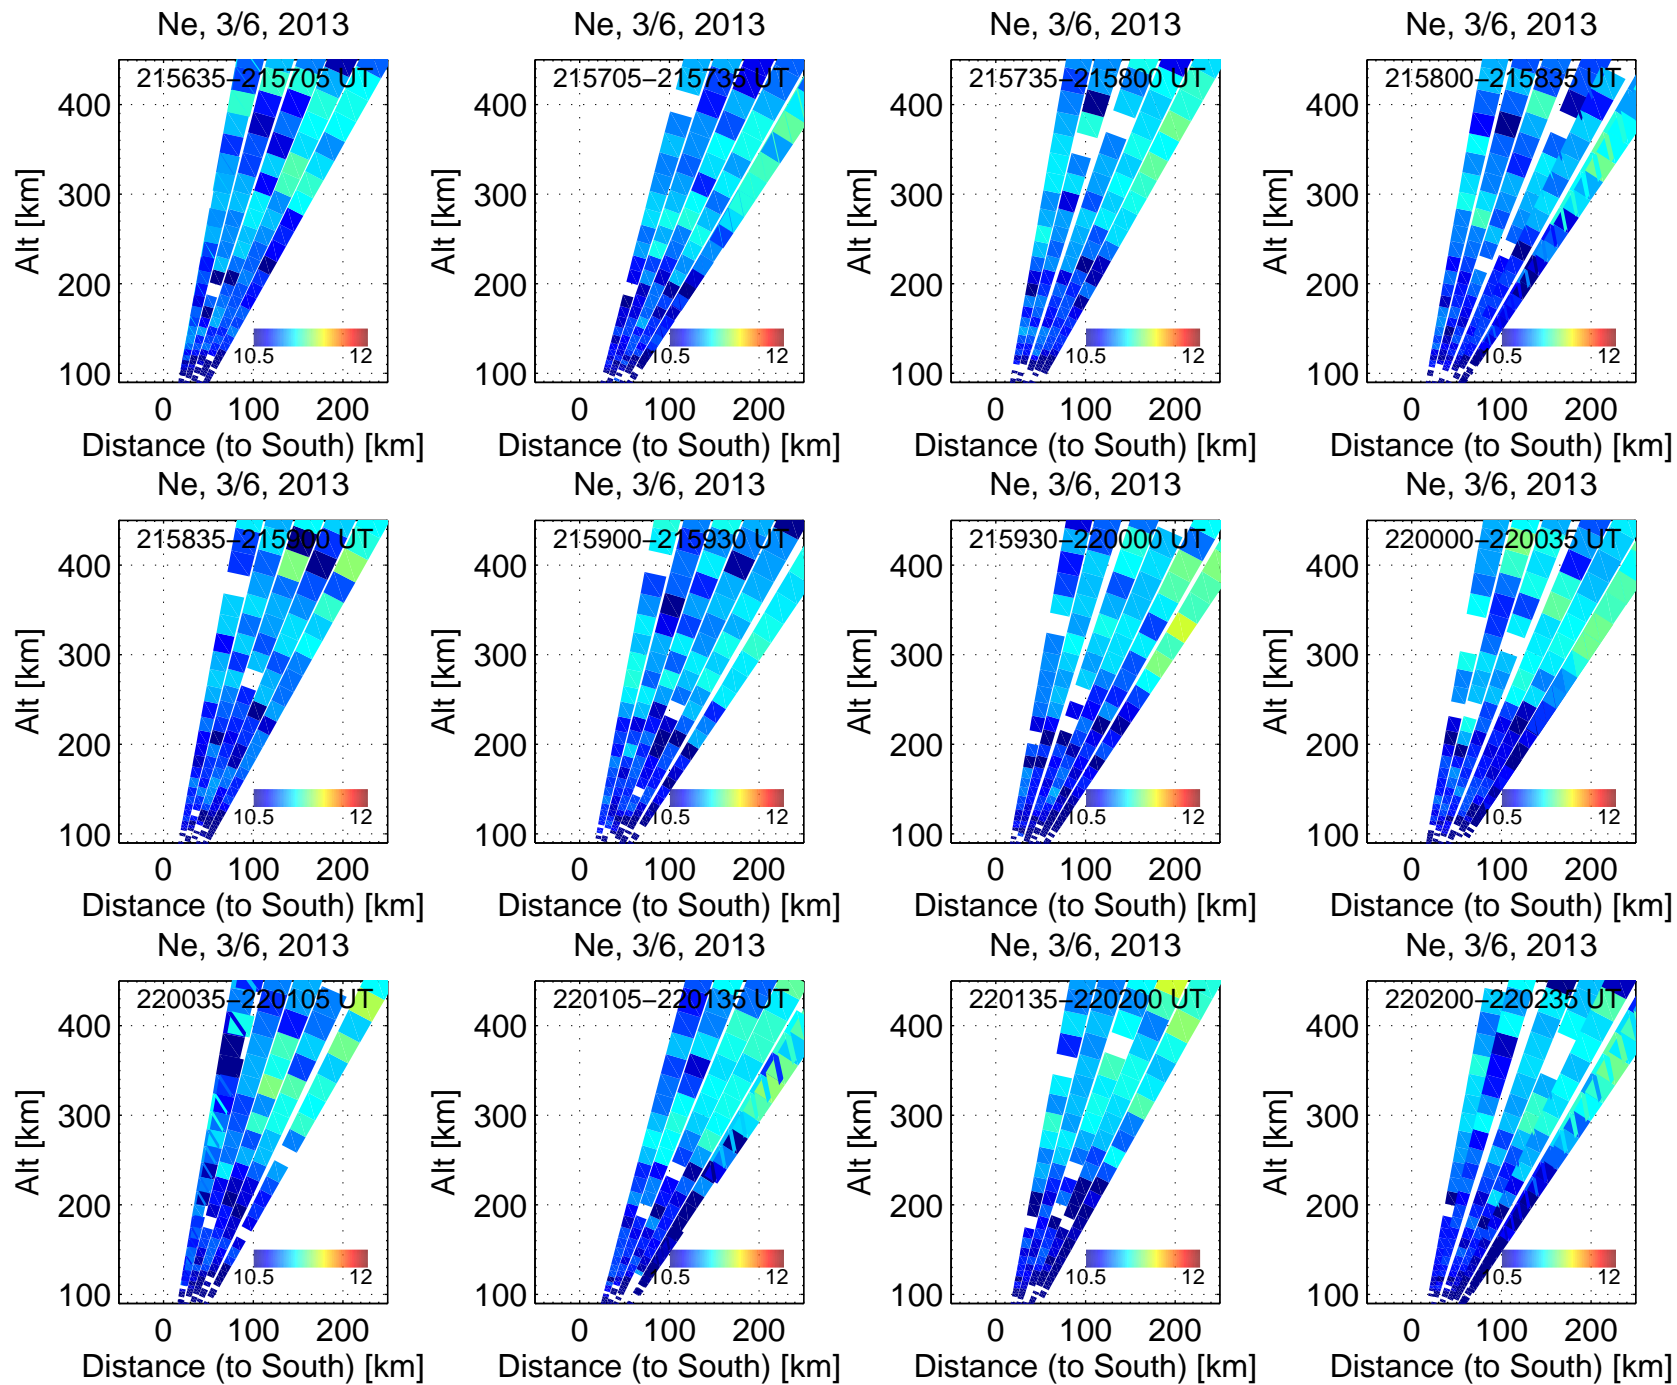 Ne, 3/6, 2013 Ne, 3/6, 2013 Ne, 3/6, 2013 Ne, 3/6, 2013
215635−215705 UT 215705−215735 UT 215735−215800 UT 215800−215835 UT
400 400 400 400
300 300 300 300
Alt [km] Alt [km] Alt [km] Alt [km]
200 200 200 200
10.5 12 10.5 12 10.5 12 10.5 12
100 100 100 100
0 100 200 0 100 200 0 100 200 0 100 200
Distance (to South) [km] Distance (to South) [km] Distance (to South) [km] Distance (to South) [km]
Ne, 3/6, 2013 Ne, 3/6, 2013 Ne, 3/6, 2013 Ne, 3/6, 2013
215835−215900 UT 215900−215930 UT 215930−220000 UT 220000−220035 UT
400 400 400 400
300 300 300 300
Alt [km] Alt [km] Alt [km] Alt [km]
200 200 200 200
10.5 12 10.5 12 10.5 12 10.5 12
100 100 100 100
0 100 200 0 100 200 0 100 200 0 100 200
Distance (to South) [km] Distance (to South) [km] Distance (to South) [km] Distance (to South) [km]
Ne, 3/6, 2013 Ne, 3/6, 2013 Ne, 3/6, 2013 Ne, 3/6, 2013
220035−220105 UT 220105−220135 UT 220135−220200 UT 220200−220235 UT
400 400 400 400
300 300 300 300
Alt [km] Alt [km] Alt [km] Alt [km]
200 200 200 200
10.5 12 10.5 12 10.5 12 10.5 12
100 100 100 100
0 100 200 0 100 200 0 100 200 0 100 200
Distance (to South) [km] Distance (to South) [km] Distance (to South) [km] Distance (to South) [km]